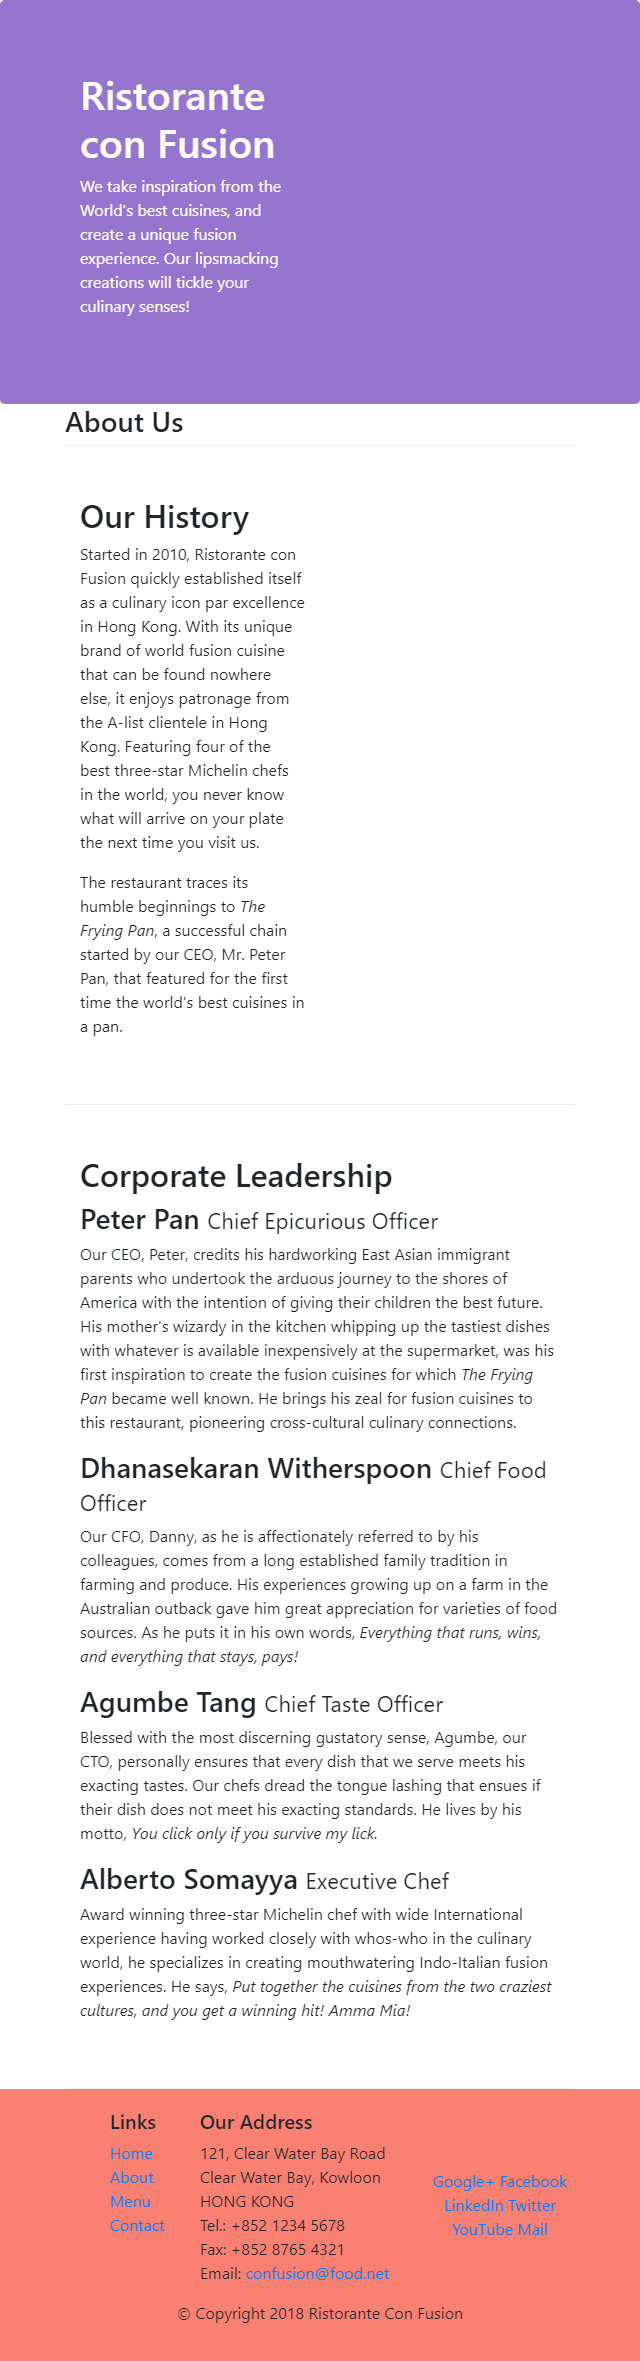 Ristorante
con Fusion
We take inspiration from the
World's best cuisines, and
create a unique fusion
experience. Our lipsmacking
creations will tickle your
culinary senses!
About Us
Our History
Started in 2010, Ristorante con
Fusion quickly established itself
as a culinary icon par excellence
in Hong Kong. With its unique
brand of world fusion cuisine
that can be found nowhere
else, it enjoys patronage from
the A-list clientele in Hong
Kong. Featuring four of the
best three-star Michelin chefs
in the world, you never know
what will arrive on your plate
the next time you visit us.
The restaurant traces its
humble beginnings to The
Frying Pan, a successful chain
started by our CEO, Mr. Peter
Pan, that featured for the first
time the world's best cuisines in
a pan.
Corporate Leadership
Peter Pan Chief Epicurious Officer
Our CEO, Peter, credits his hardworking East Asian immigrant
parents who undertook the arduous journey to the shores of
America with the intention of giving their children the best future.
His mother's wizardy in the kitchen whipping up the tastiest dishes
with whatever is available inexpensively at the supermarket, was his
first inspiration to create the fusion cuisines for which The Frying
Pan became well known. He brings his zeal for fusion cuisines to
this restaurant, pioneering cross-cultural culinary connections.
Dhanasekaran Witherspoon Chief Food
Officer
Our CFO, Danny, as he is affectionately referred to by his
colleagues, comes from a long established family tradition in
farming and produce. His experiences growing up on a farm in the
Australian outback gave him great appreciation for varieties of food
sources. As he puts it in his own words, Everything that runs, wins,
and everything that stays, pays!
Agumbe Tang Chief Taste Officer
Blessed with the most discerning gustatory sense, Agumbe, our
CTO, personally ensures that every dish that we serve meets his
exacting tastes. Our chefs dread the tongue lashing that ensues if
their dish does not meet his exacting standards. He lives by his
motto, You click only if you survive my lick.
Alberto Somayya Executive Chef
Award winning three-star Michelin chef with wide International
experience having worked closely with whos-who in the culinary
world, he specializes in creating mouthwatering Indo-Italian fusion
experiences. He says, Put together the cuisines from the two craziest
cultures, and you get a winning hit! Amma Mia!
Links
Home
About
Menu
Contact
Our Address
121, Clear Water Bay Road
Clear Water Bay, Kowloon
HONG KONG
Tel.: +852 1234 5678
Fax: +852 8765 4321
Email: confusion@food.net
Google+ Facebook
LinkedIn Twitter
YouTube Mail
© Copyright 2018 Ristorante Con Fusion